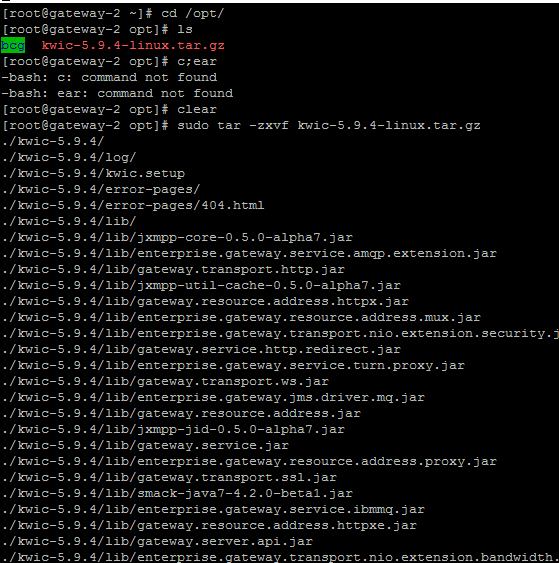 [root@gateway-2 ~]# cd /opt/
[root@gateway-2 opt]# ls
bcg  kwic-5.9.4-linux.tar.gz
[root@gateway-2 opt]# c;ear
-bash: c: command not found
-bash: ear: command not found
[root@gateway-2 opt]# clear
[root@gateway-2 opt]# sudo tar -zxvf kwic-5.9.4-linux.tar.gz
./kwic-5.9.4/
./kwic-5.9.4/log/
./kwic-5.9.4/kwic.setup
./kwic-5.9.4/error-pages/
./kwic-5.9.4/error-pages/404.html
./kwic-5.9.4/lib/
./kwic-5.9.4/lib/jxmpp-core-0.5.0-alpha7.jar
./kwic-5.9.4/lib/enterprise.gateway.service.amqp.extension.jar
./kwic-5.9.4/lib/gateway.transport.http.jar
./kwic-5.9.4/lib/jxmpp-util-cache-0.5.0-alpha7.jar
./kwic-5.9.4/lib/gateway.resource.address.httpx.jar
./kwic-5.9.4/lib/enterprise.gateway.resource.address.mux.jar
./kwic-5.9.4/lib/enterprise.gateway.transport.nio.extension.security.j
./kwic-5.9.4/lib/gateway.service.http.redirect.jar
./kwic-5.9.4/lib/enterprise.gateway.service.turn.proxy.jar
./kwic-5.9.4/lib/gateway.transport.ws.jar
./kwic-5.9.4/lib/enterprise.gateway.jms.driver.mq.jar
./kwic-5.9.4/lib/gateway.resource.address.jar
./kwic-5.9.4/lib/jxmpp-jid-0.5.0-alpha7.jar
./kwic-5.9.4/lib/gateway.service.jar
./kwic-5.9.4/lib/enterprise.gateway.resource.address.proxy.jar
./kwic-5.9.4/lib/gateway.transport.ssl.jar
./kwic-5.9.4/lib/smack-java7-4.2.0-beta1.jar
./kwic-5.9.4/lib/enterprise.gateway.service.ibmmq.jar
./kwic-5.9.4/lib/gateway.resource.address.httpxe.jar
./kwic-5.9.4/lib/gateway.server.api.jar
./kwic-5.9.4/lib/enterprise.gateway.transport.nio.extension.bandwidth.